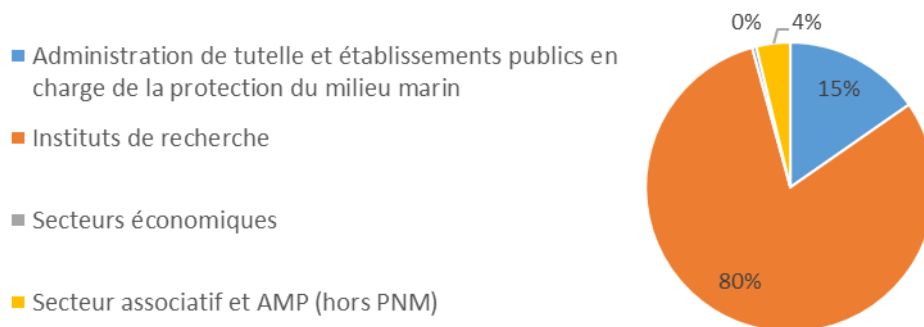 0% 4%
Administration de tutelle et établissements publics en
charge de la protection du milieu marin
15%
Instituts de recherche
Secteurs économiques
80%
Secteur associatif et AMP (hors PNM)